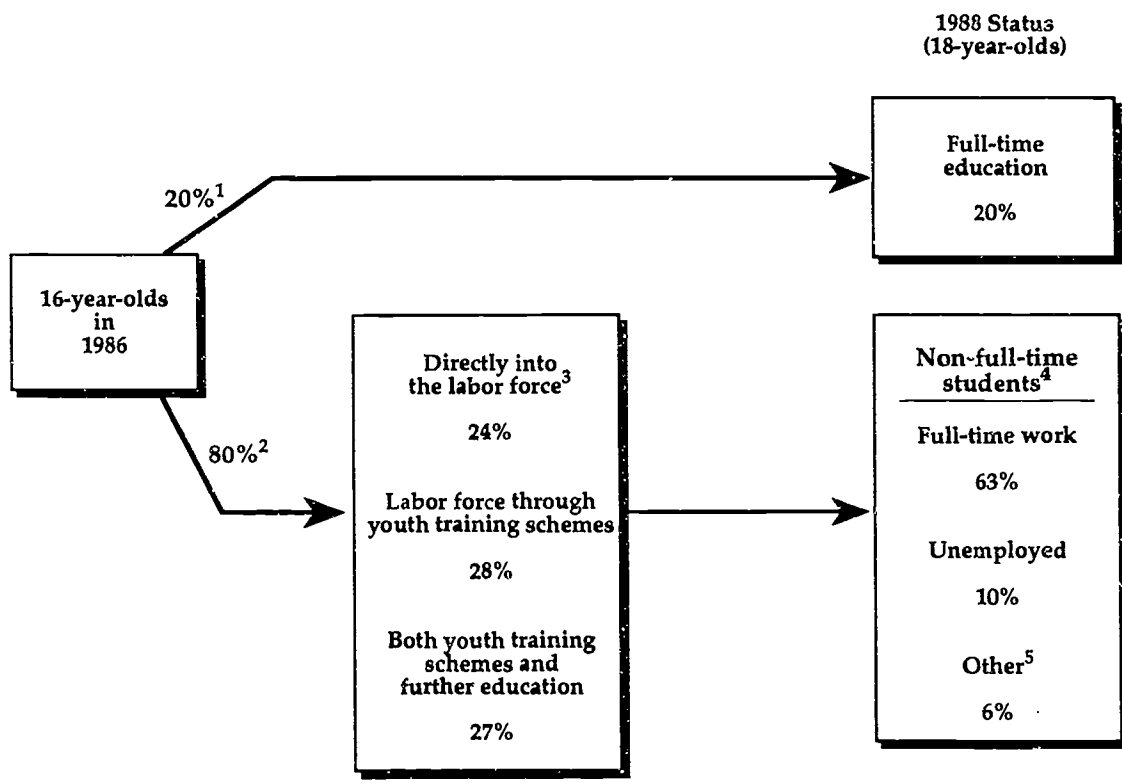 1988 Status
(18-year-olds)
Full-time
education
20%
20%¹
16-year-olds
in
1986
80%²
Directly into
the labor force³
24%
Labor force through
youth training schemes
28%
Both youth training
schemes and
further education
27%
Non-full-time
students⁴
Full-time work
63%
Unemployed
10%
Other⁵
6%